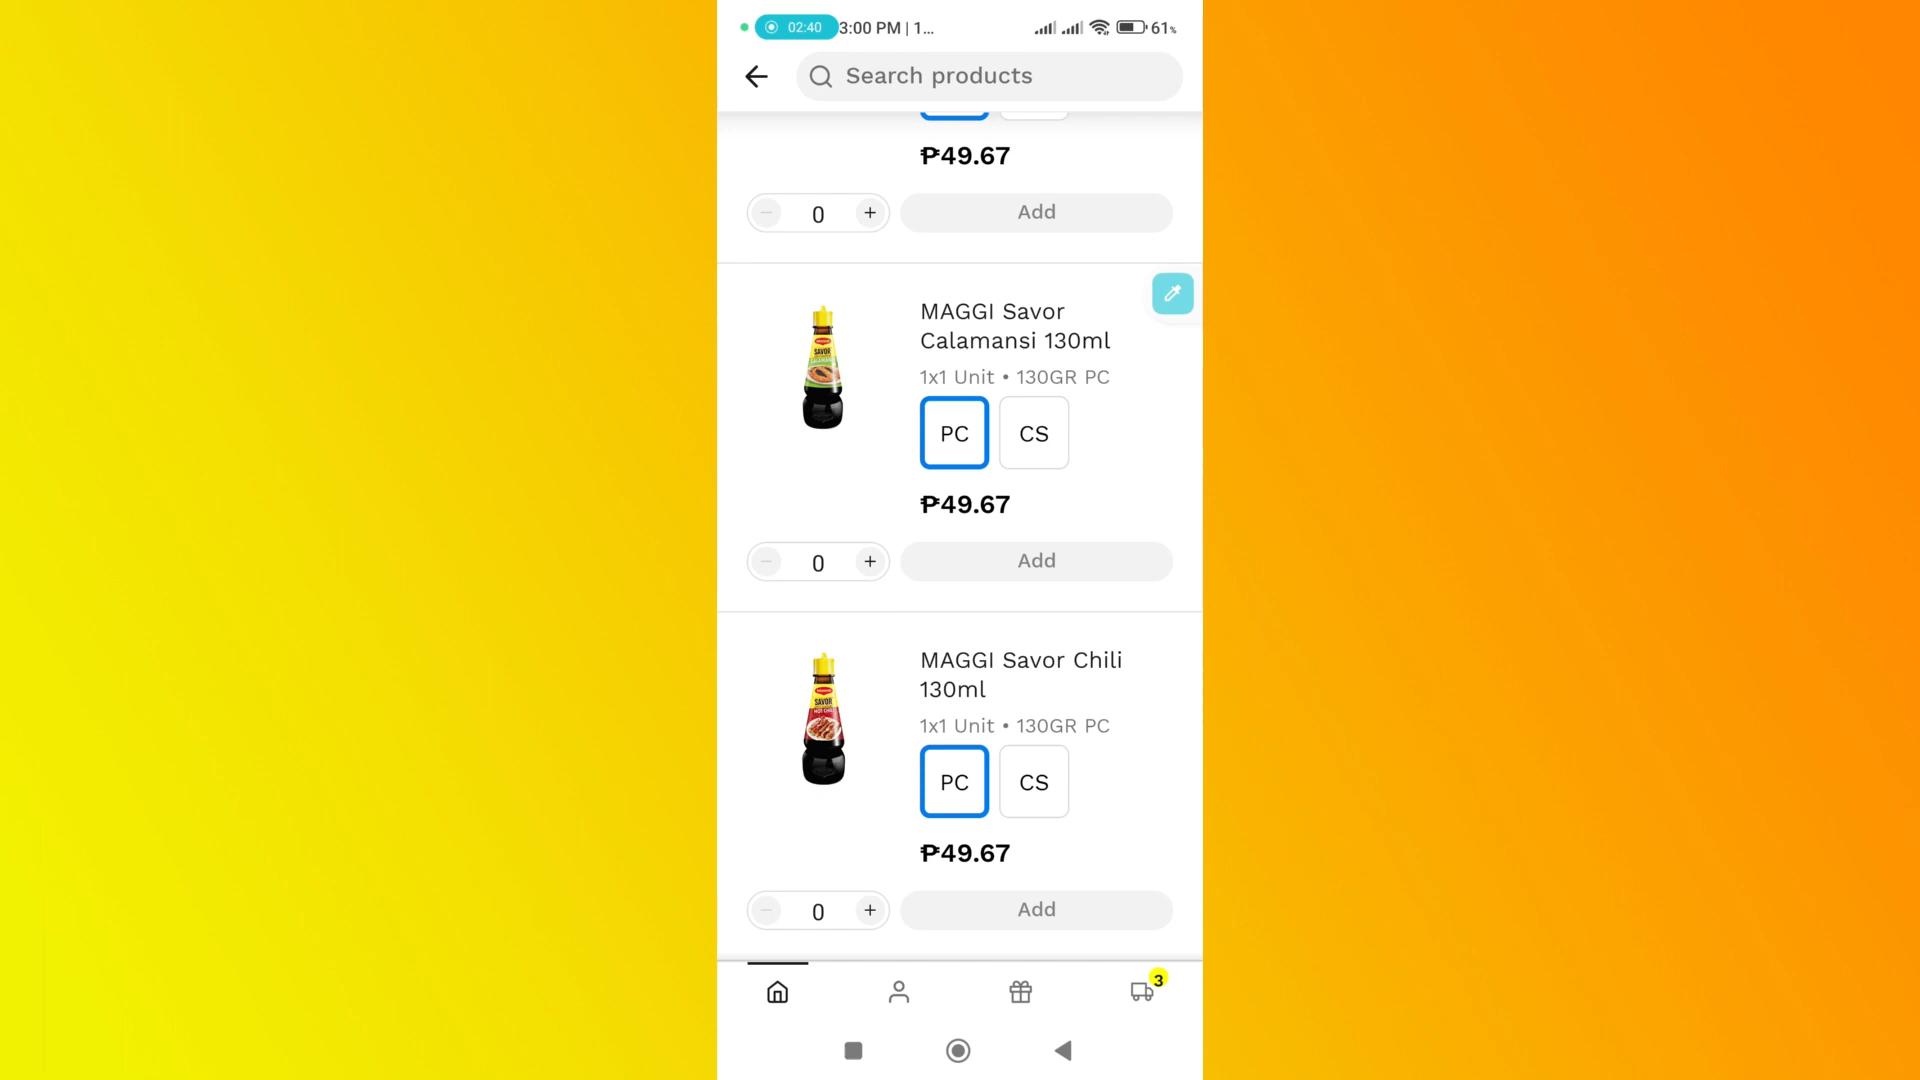 02:40 3:00 PM | 1... 61%
Search products
₱49.67
0 Add
MAGGI Savor
Calamansi 130ml
1x1 Unit • 130GR PC
PC CS
₱49.67
0 Add
MAGGI Savor Chili
130ml
1x1 Unit • 130GR PC
PC CS
₱49.67
0 Add
3